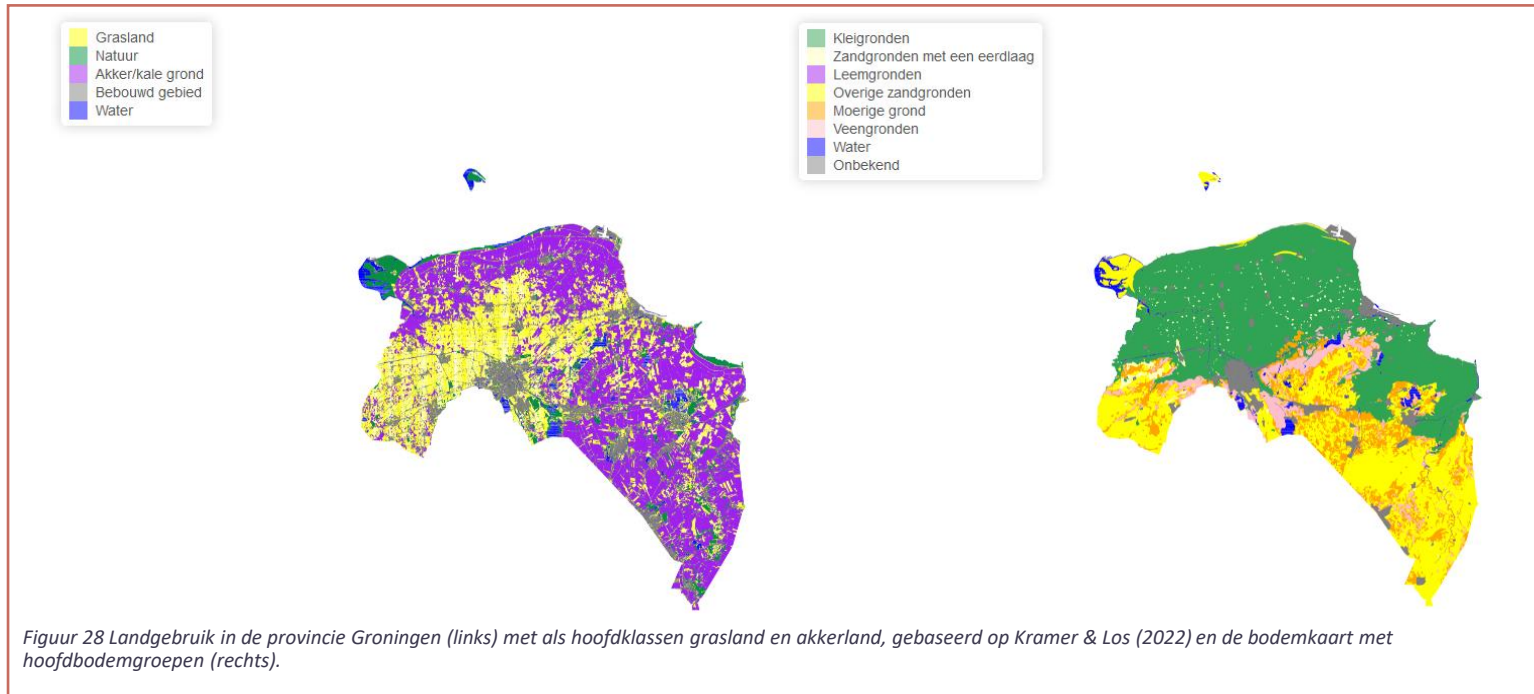 Grasland
Natuur
Akker/kale grond
Bebouwd gebied
Water
Kleigronden
Zandgronden met een eerdlaag
Leemgronden
Overige zandgronden
Moerige grond
Veengronden
Water
Onbekend
Figuur 28 Landgebruik in de provincie Groningen (links) met als hoofdklassen grasland en akkerland, gebaseerd op Kramer & Los (2022) en de bodemkaart met
hoofdbodemgroepen (rechts).